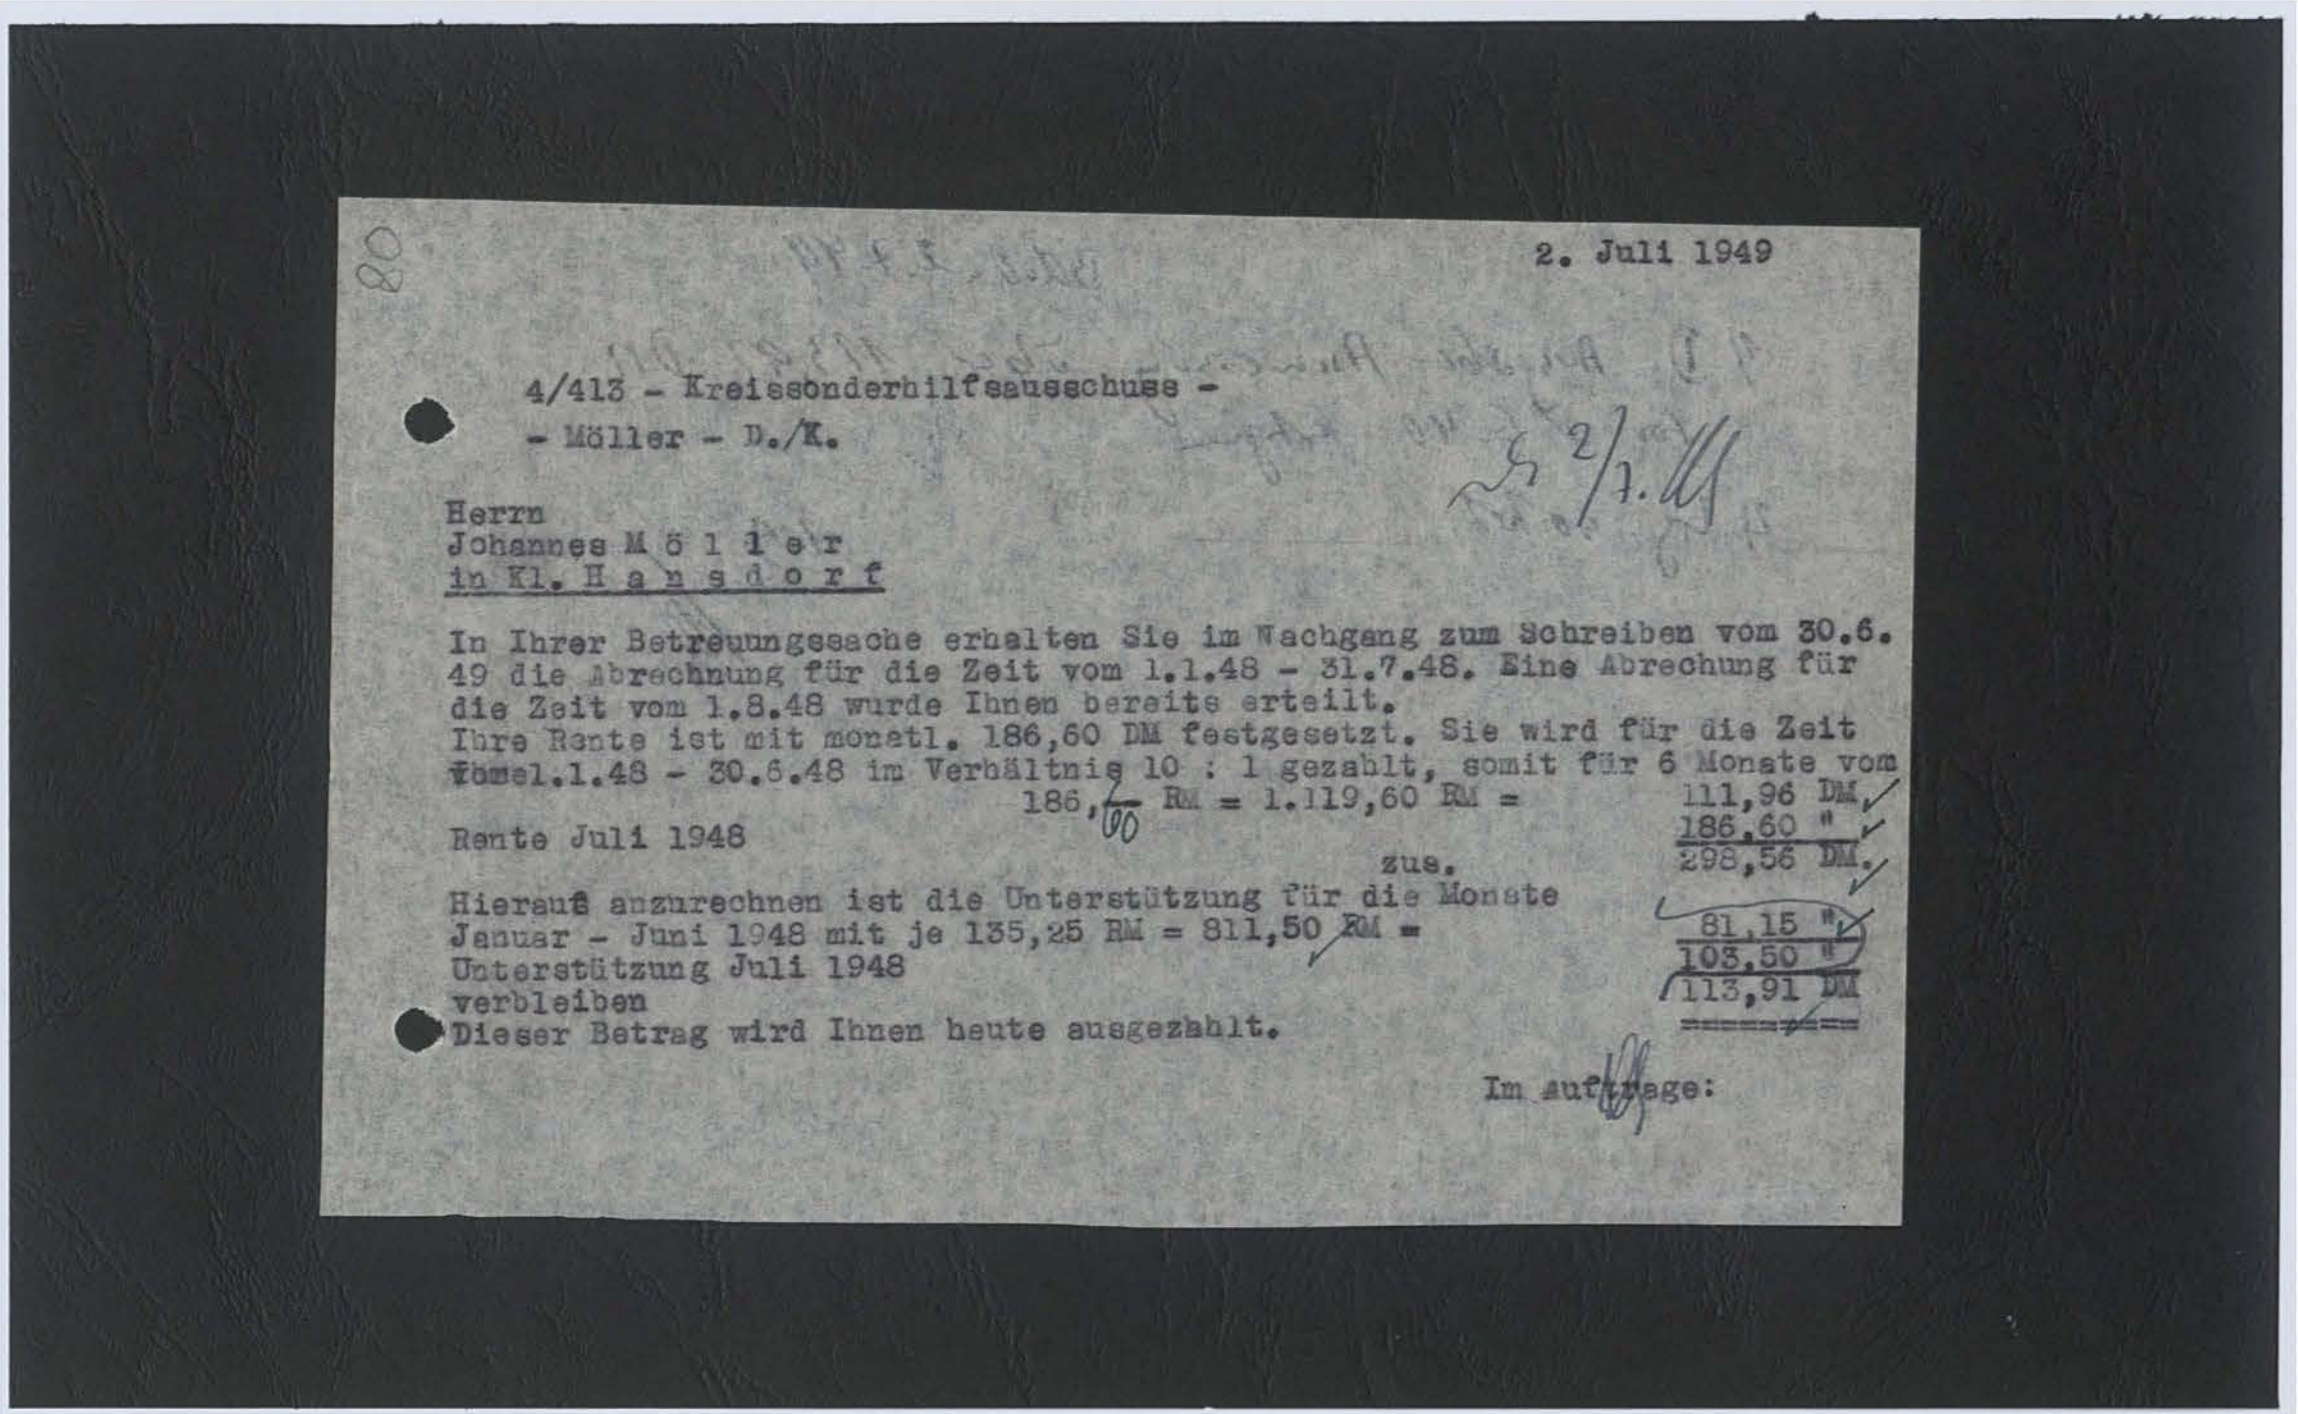 80
2. Juli 1949
4/413 - Kreissonderhilfsausschuss -
- Möller - D./K.
2/7.
Herrn
Johannes M ö l l e r
in Kl. H a n s d o r f
In Ihrer Betreuungssache erhalten Sie im Nachgang zum Schreiben vom 30.6.
49 die Abrechnung für die Zeit vom 1.1.48 - 31.7.48. Eine Abrechung für
die Zeit vom 1.8.48 wurde Ihnen bereits erteilt.
Ihre Rente ist mit monatl. 186,60 DM festgesetzt. Sie wird für die Zeit
vom 1.1.48 - 30.6.48 im Verhältnis 10 : 1 gezahlt, somit für 6 Monate vom
186,60 RM = 1.119,60 RM = 111,96 DM
Rente Juli 1948 186,60 "
zus. 298,56 DM.
Hierauf anzurechnen ist die Unterstützung für die Monate
Januar - Juni 1948 mit je 135,25 RM = 811,50 RM = 81,15 "
Unterstützung Juli 1948 103,50 "
verbleiben 113,91 DM
=========
Dieser Betrag wird Ihnen heute ausgezahlt.
Im Auftrage: